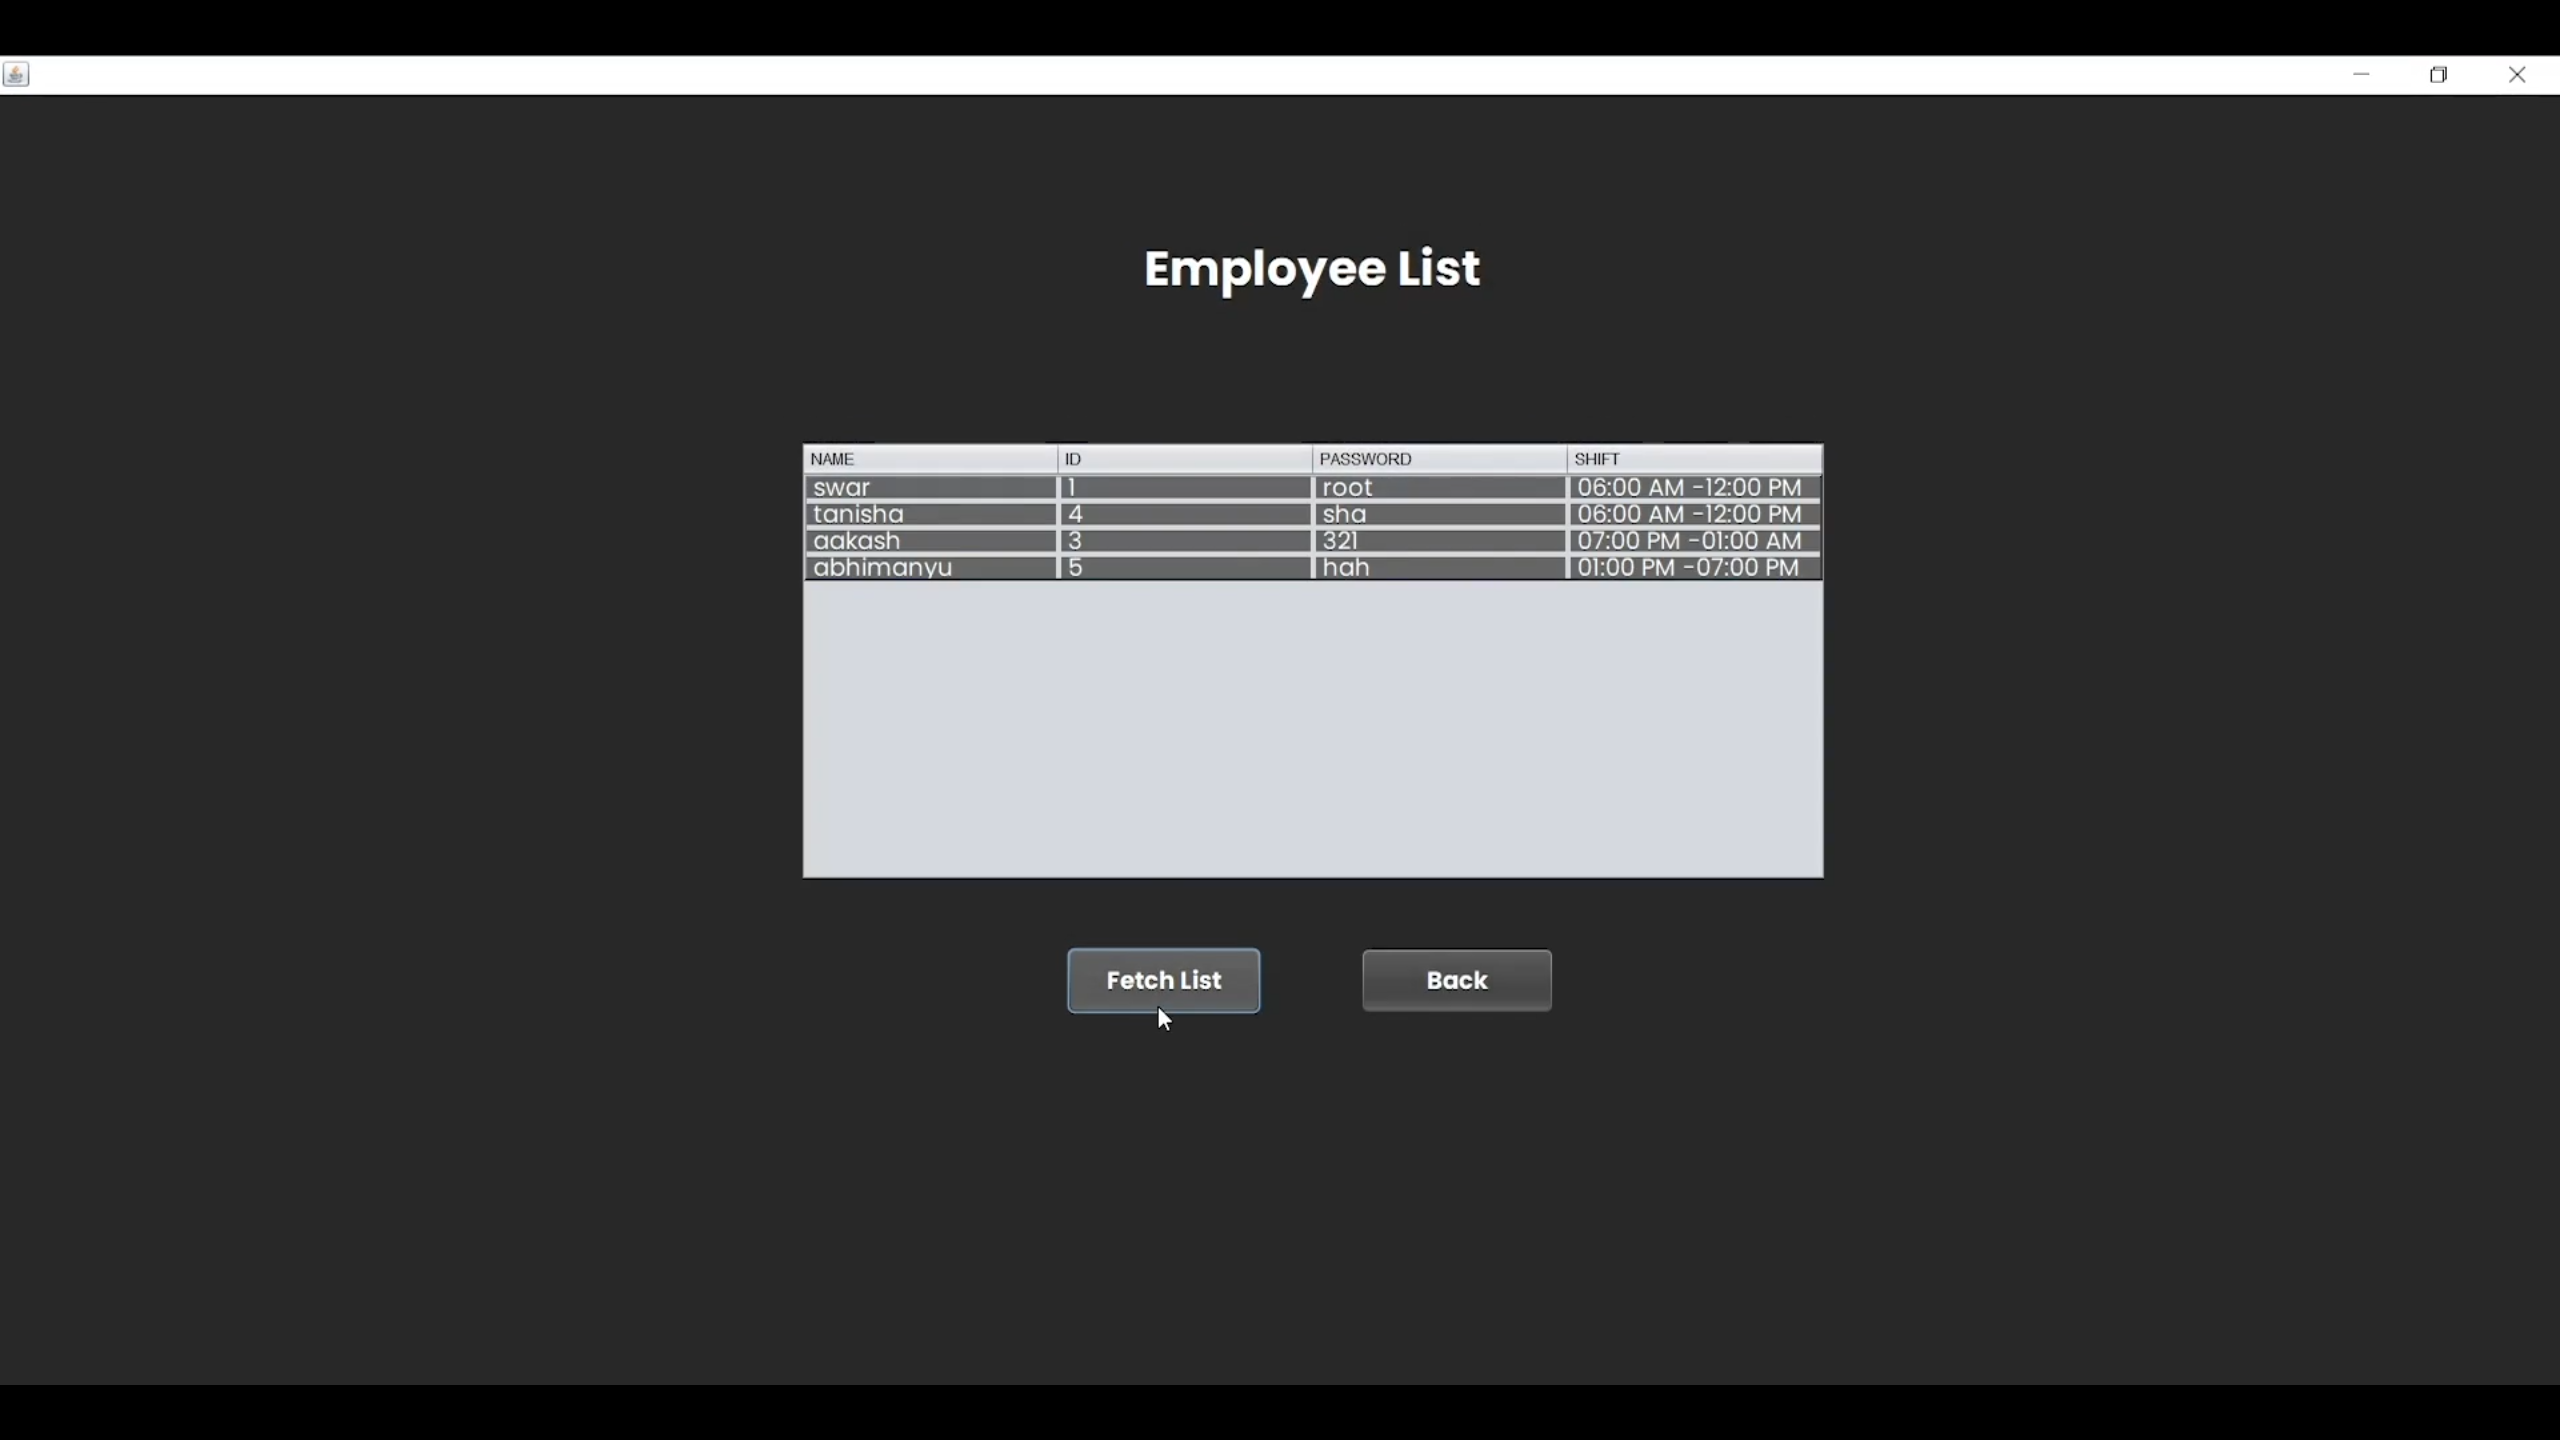 Employee List
NAME ID PASSWORD SHIFT
swar 1 root 06:00 AM -12:00 PM
tanisha 4 sha 06:00 AM -12:00 PM
aakash 3 321 07:00 PM -01:00 AM
abhimanyu 5 hah 01:00 PM -07:00 PM
Fetch List Back